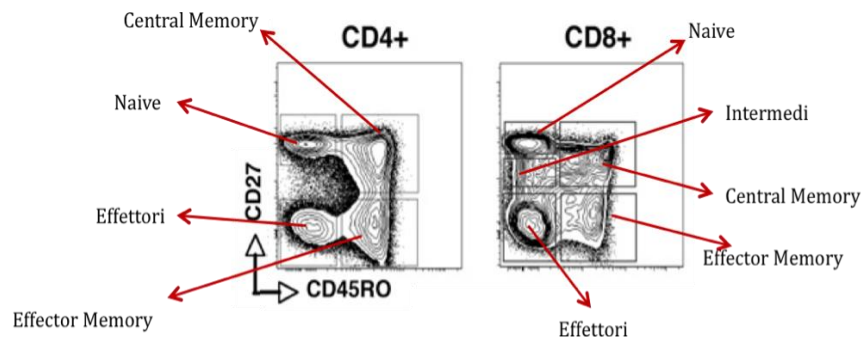 Central Memory
CD4+
CD8+
Naive
Naive
Intermedi
CD27
Effettori
Central Memory
Effector Memory
CD45RO
Effector Memory
Effettori